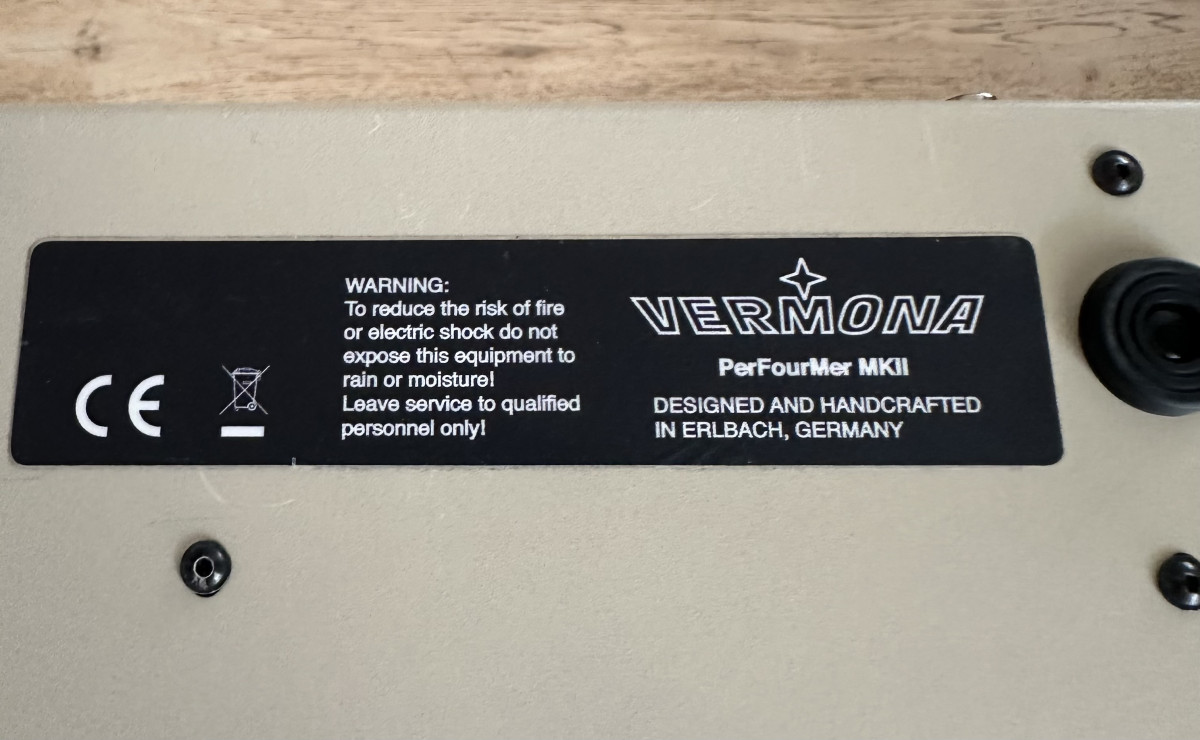 CE
WARNING:
To reduce the risk of fire
or electric shock do not
expose this equipment to
rain or moisture!
Leave service to qualified
personnel only!
VERMONA
PerFourMer MKII
DESIGNED AND HANDCRAFTED
IN ERLBACH, GERMANY